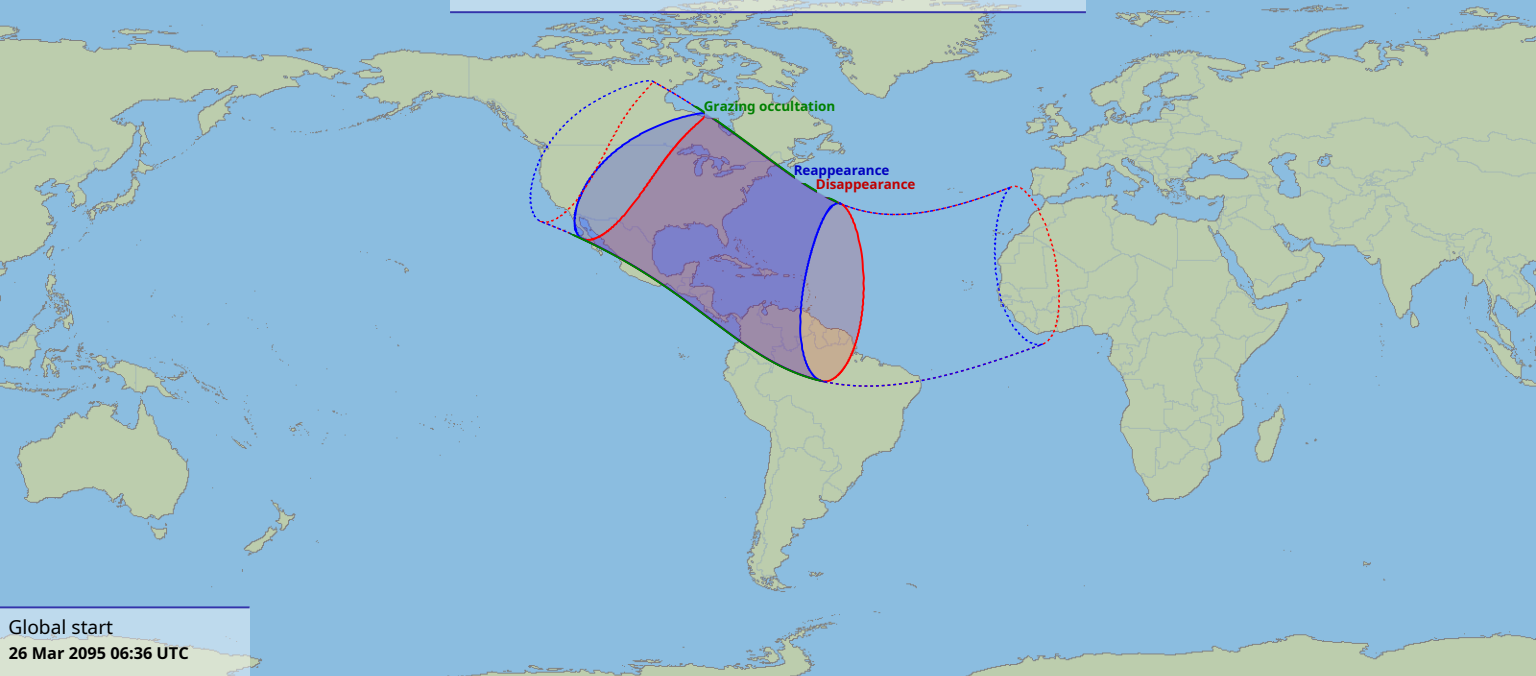 Grazing occultation
Reappearance
Disappearance
Global start
26 Mar 2095 06:36 UTC